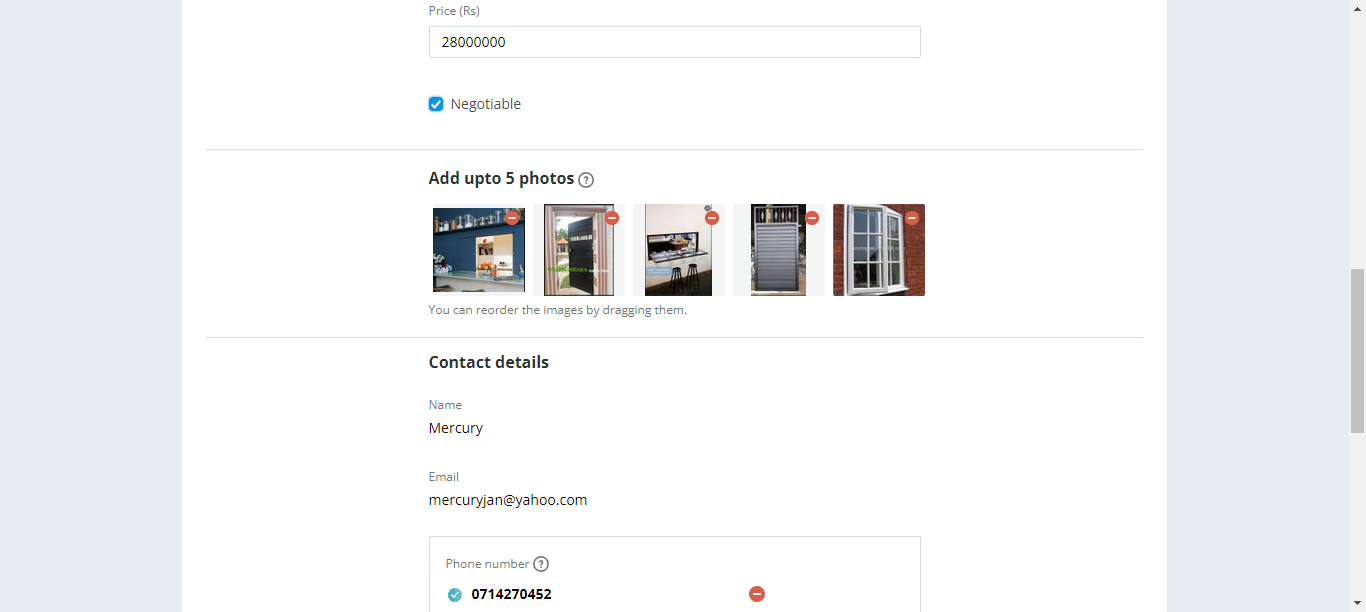 Price (Rs)
28000000
Negotiable
Add upto 5 photos ?
You can reorder the images by dragging them.
Contact details
Name
Mercury
Email
mercuryjan@yahoo.com
Phone number ?
0714270452